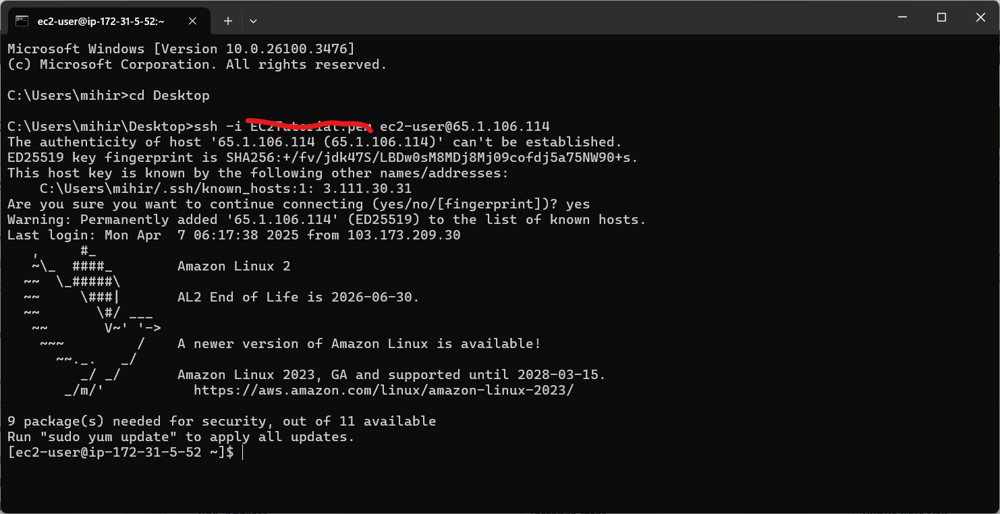 ec2-user@ip-172-31-5-52:~
Microsoft Windows [Version 10.0.26100.3476]
(c) Microsoft Corporation. All rights reserved.
C:\Users\mihir>cd Desktop
C:\Users\mihir\Desktop>ssh -i EC2Tutorial.pem ec2-user@65.1.106.114
The authenticity of host '65.1.106.114 (65.1.106.114)' can't be established.
ED25519 key fingerprint is SHA256:+/fv/jdk47S/LBDw0sM8MDj8Mj09cofdj5a75NW90+s.
This host key is known by the following other names/addresses:
    C:\Users\mihir/.ssh/known_hosts:1: 3.111.30.31
Are you sure you want to continue connecting (yes/no/[fingerprint])? yes
Warning: Permanently added '65.1.106.114' (ED25519) to the list of known hosts.
Last login: Mon Apr  7 06:17:38 2025 from 103.173.209.30
   ,     #_
   ~\_  ####_        Amazon Linux 2
  ~~  \_#####\
  ~~     \###|       AL2 End of Life is 2026-06-30.
  ~~       \#/ ___
   ~~       V~' '->
    ~~~         /    A newer version of Amazon Linux is available!
      ~~._.   _/
         _/ _/       Amazon Linux 2023, GA and supported until 2028-03-15.
       _/m/'           https://aws.amazon.com/linux/amazon-linux-2023/
9 package(s) needed for security, out of 11 available
Run "sudo yum update" to apply all updates.
[ec2-user@ip-172-31-5-52 ~]$